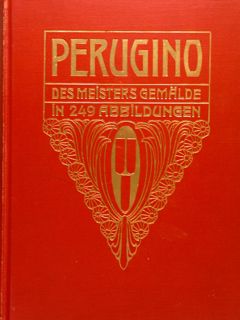 PERUGINO
DES MEISTERS GEMÄLDE
IN 249 ABBILDUNGEN